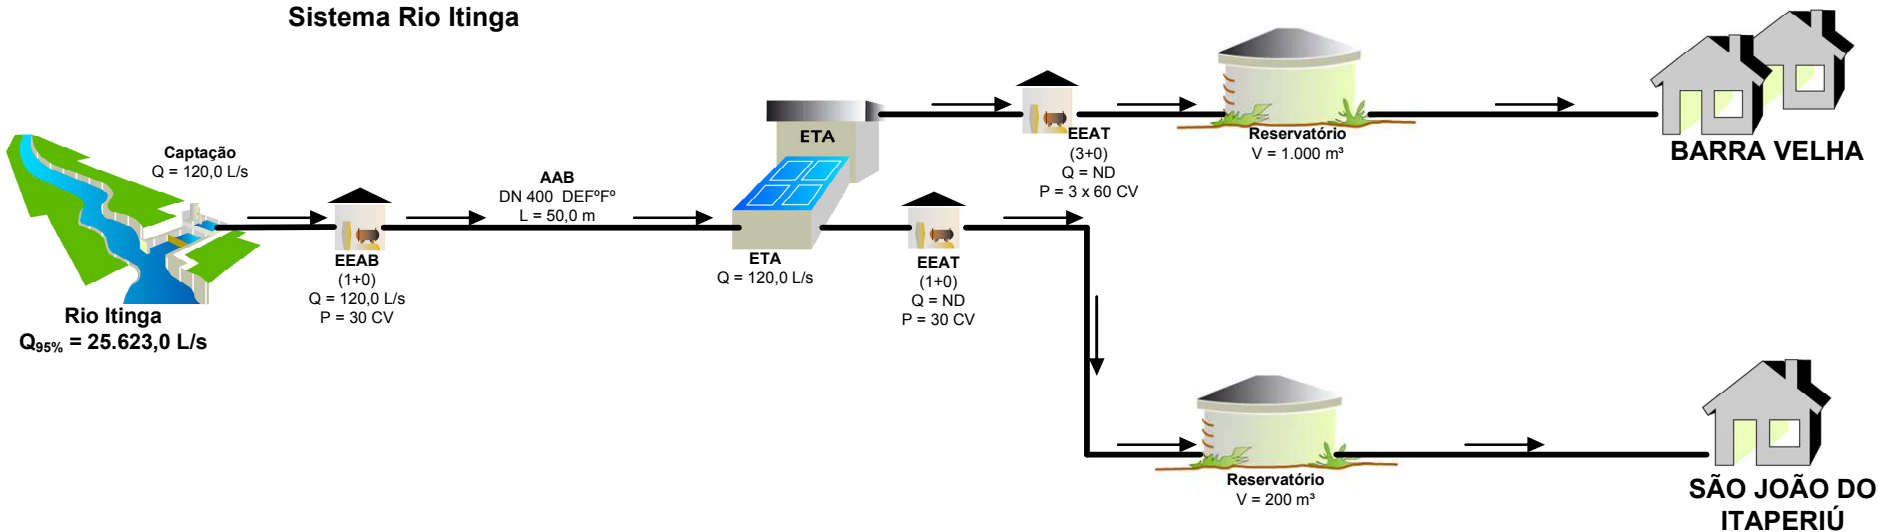 Sistema Rio Itinga
Captação
Q = 120,0 L/s
Rio Itinga
Q95% = 25.623,0 L/s
EEAB
(1+0)
Q = 120,0 L/s
P = 30 CV
AAB
DN 400 DEFºFº
L = 50,0 m
ETA
ETA
Q = 120,0 L/s
EEAT
(1+0)
Q = ND
P = 30 CV
EEAT
(3+0)
Q = ND
P = 3 x 60 CV
Reservatório
V = 1.000 m³
BARRA VELHA
Reservatório
V = 200 m³
SÃO JOÃO DO
ITAPERIÚ